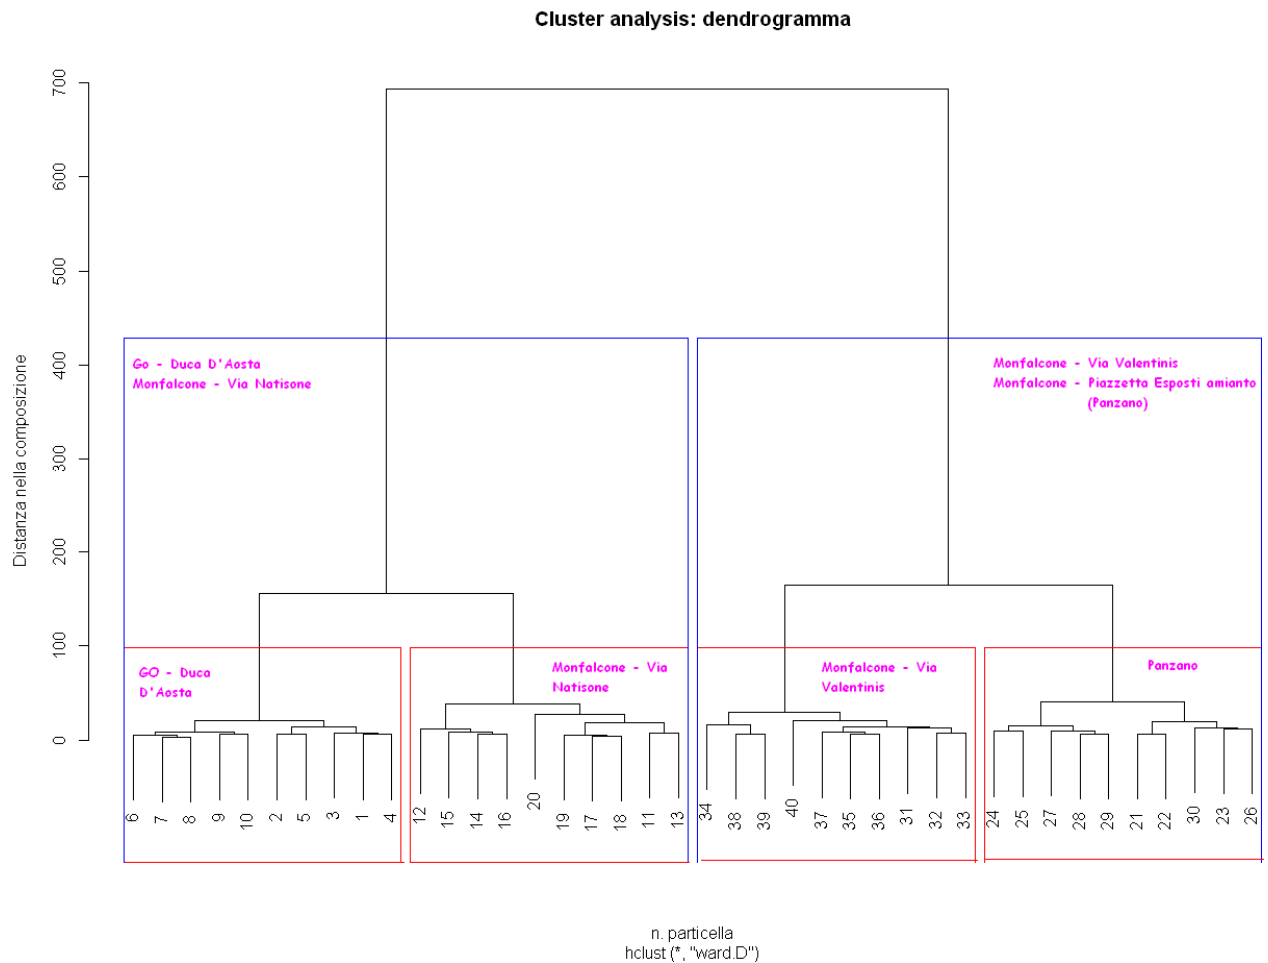 Cluster analysis: dendrogramma
700
600
500
400
300
200
100
0
Distanza nella composizione
Go - Duca D'Aosta
Monfalcone - Via Natisone
Monfalcone - Via Valentinis
Monfalcone - Piazzetta Esposti amianto
(Panzano)
GO - Duca
D'Aosta
Monfalcone - Via
Natisone
Monfalcone - Via
Valentinis
Panzano
6 7 8 9 10 2 5 3 1 4 12 15 14 16 20 19 17 18 11 13 34 38 39 40 37 35 36 31 32 33 24 25 27 28 29 21 22 30 23 26
n. particella
hclust (*, "ward.D")